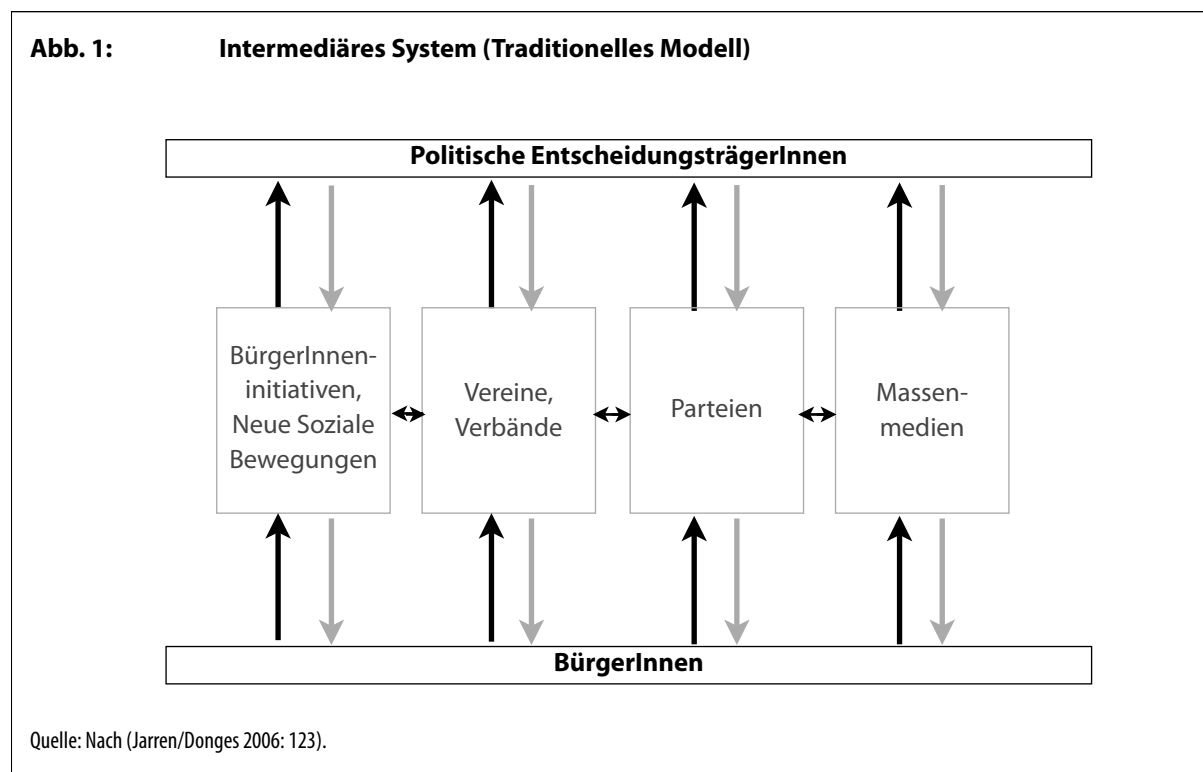 Abb. 1: Intermediäres System (Traditionelles Modell)
Politische EntscheidungsträgerInnen
BürgerInnen-
initiativen,
Neue Soziale
Bewegungen
Vereine,
Verbände
Parteien
Massen-
medien
BürgerInnen
Quelle: Nach (Jarren/Donges 2006: 123).